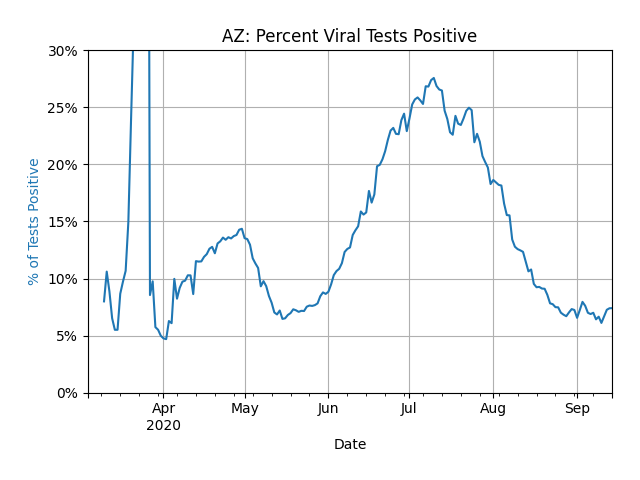 AZ: Percent Viral Tests Positive
30%
25%
20%
15%
10%
5%
0%
% of Tests Positive
Apr
2020
May
Jun
Jul
Aug
Sep
Date